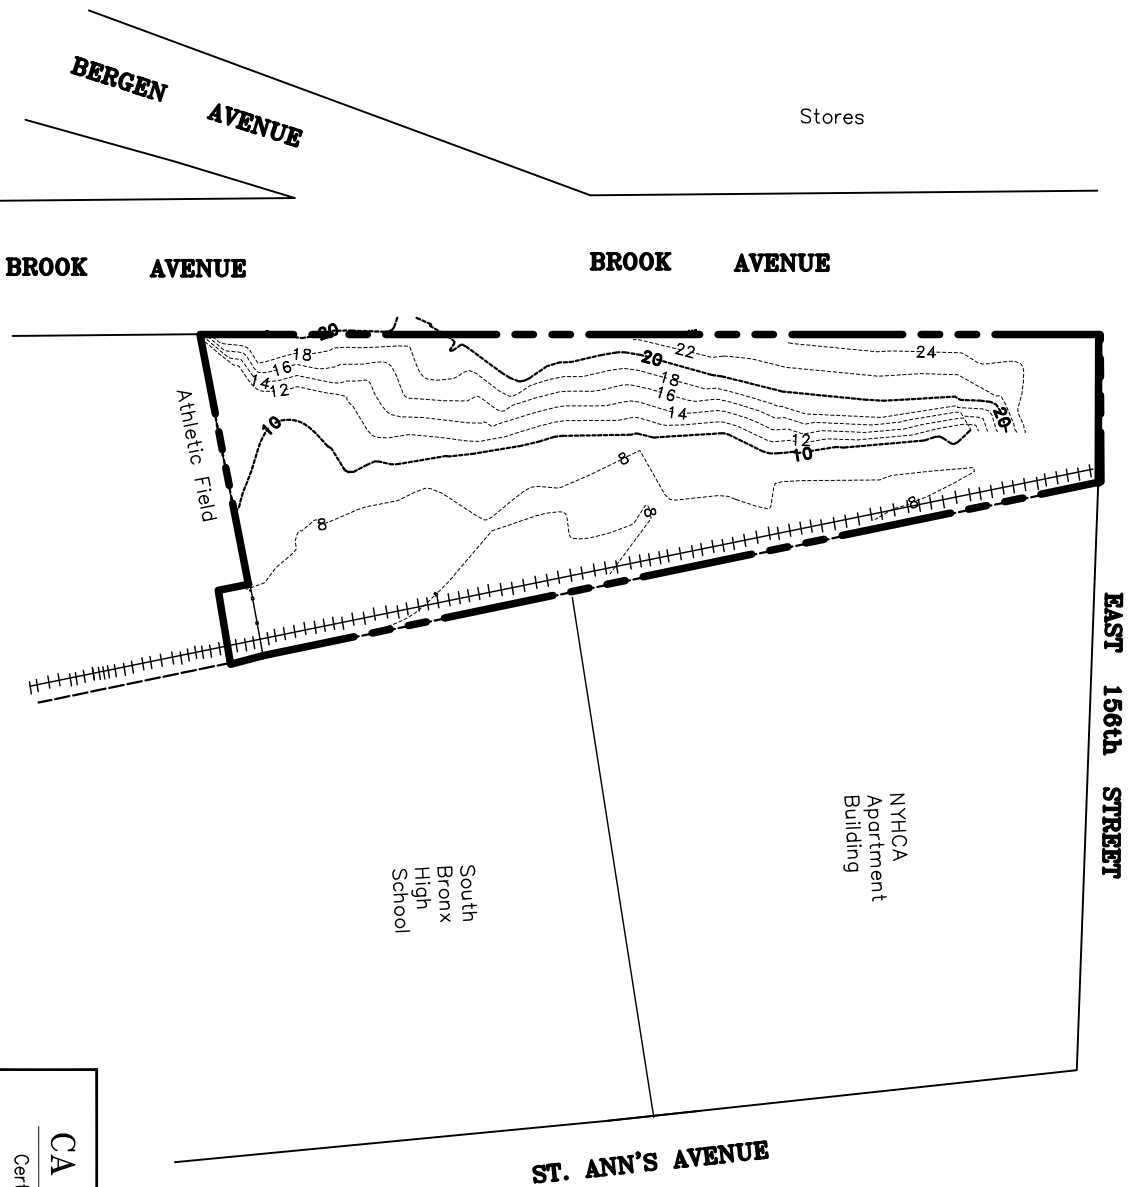 BERGEN AVENUE
Stores
BROOK AVENUE
BROOK AVENUE
20
22
24
18
20
16
18
14
16
12
14
20
10
12
10
8
8
8
8
Athletic Field
EAST 156th STREET
NYHCA
Apartment
Building
South
Bronx
High
School
ST. ANN'S AVENUE
CA
Cert